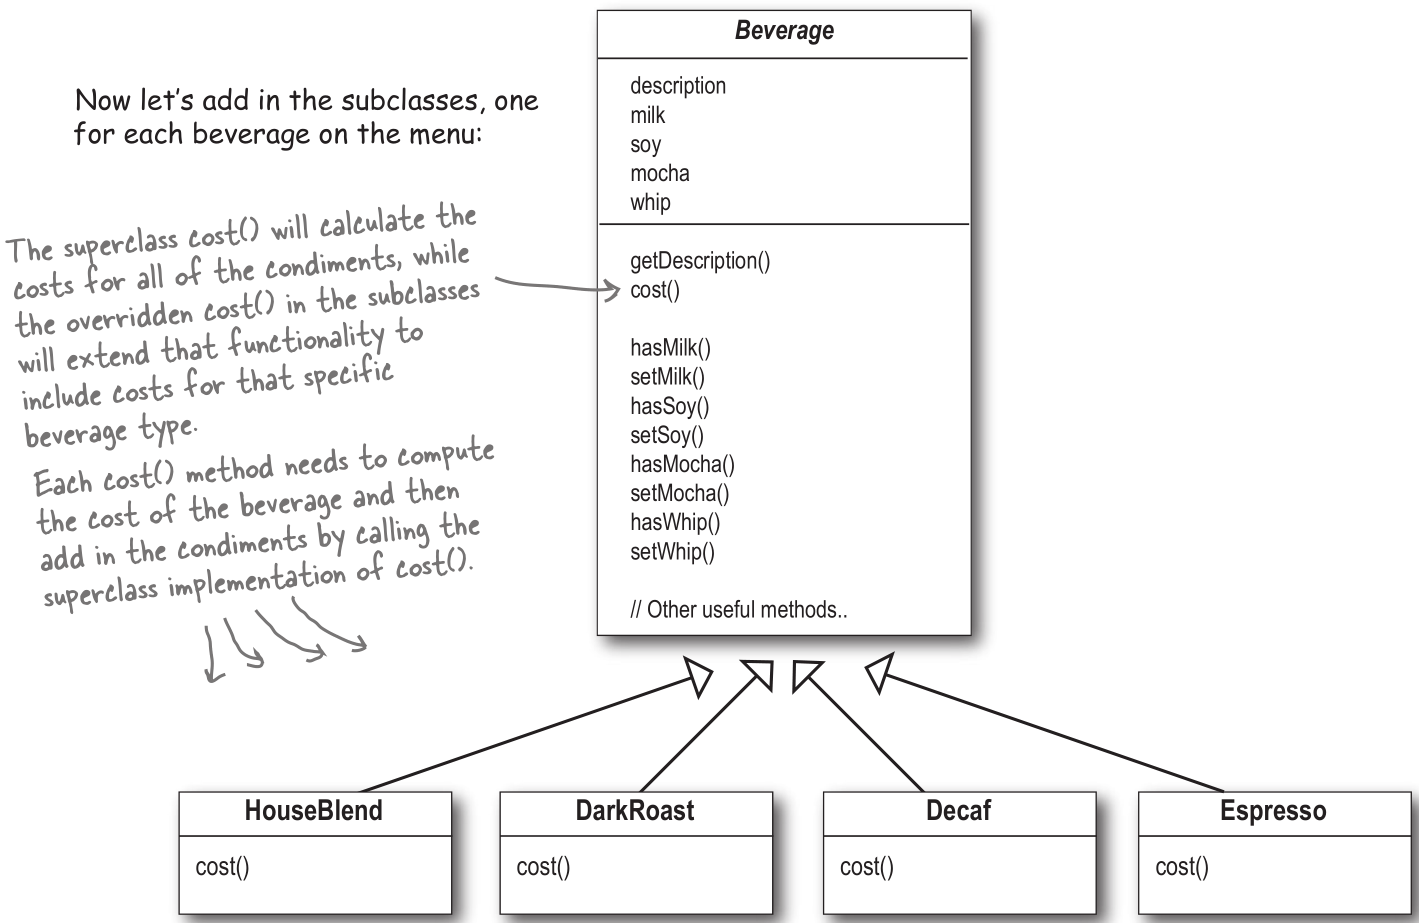 Beverage
description
milk
soy
mocha
whip
getDescription()
cost()
hasMilk()
setMilk()
hasSoy()
setSoy()
hasMocha()
setMocha()
hasWhip()
setWhip()
// Other useful methods..
Now let's add in the subclasses, one
for each beverage on the menu:
The superclass cost() will calculate the
costs for all of the condiments, while
the overridden cost() in the subclasses
will extend that functionality to
include costs for that specific
beverage type.
Each cost() method needs to compute
the cost of the beverage and then
add in the condiments by calling the
superclass implementation of cost().
HouseBlend
cost()
DarkRoast
cost()
Decaf
cost()
Espresso
cost()